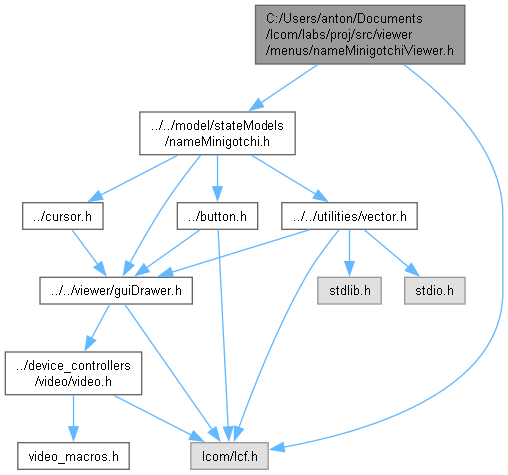 C:/Users/anton/Documents
/lcom/labs/proj/src/viewer
/menus/nameMinigotchiViewer.h
../../model/stateModels
/nameMinigotchi.h
../cursor.h
../button.h
../../utilities/vector.h
../../viewer/guiDrawer.h
stdlib.h
stdio.h
../device_controllers
/video/video.h
video_macros.h
lcom/lcf.h